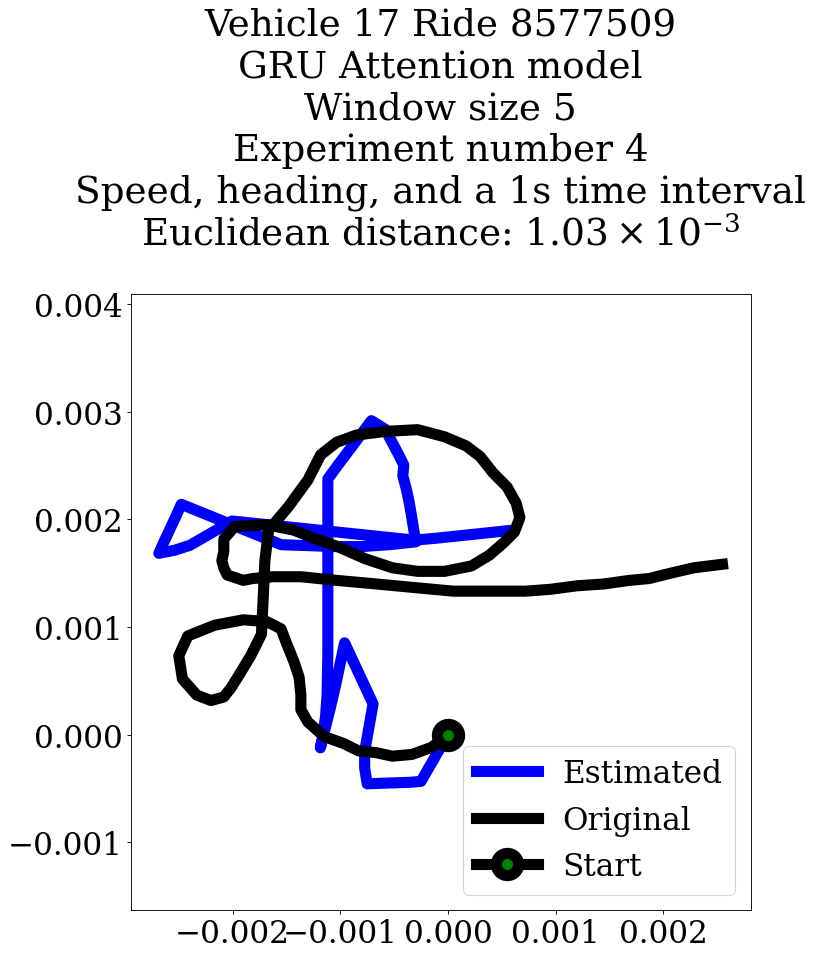 Vehicle 17 Ride 8577509
GRU Attention model
Window size 5
Experiment number 4
Speed, heading, and a 1s time interval
Euclidean distance: 1.03 × 10⁻³
0.004
0.003
0.002
0.001
0.000
−0.001
−0.002 −0.001 0.000 0.001 0.002
Estimated
Original
Start